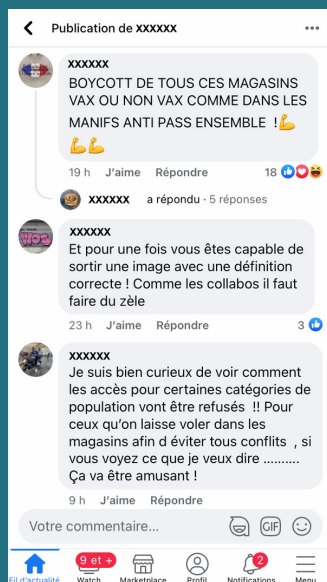 Publication de xxxxxx
xxxxxx
BOYCOTT DE TOUS CES MAGASINS
VAX OU NON VAX COMME DANS LES
MANIFS ANTI PASS ENSEMBLE !💪
💪💪
19 h J'aime Répondre 18
xxxxxx a répondu · 5 réponses
xxxxxx
Et pour une fois vous êtes capable de
sortir une image avec une définition
correcte ! Comme les collabos il faut
faire du zèle
23 h J'aime Répondre 3
xxxxxx
Je suis bien curieux de voir comment
les accès pour certaines catégories de
population vont être refusés !! Pour
ceux qu'on laisse voler dans les
magasins afin d éviter tous conflits , si
vous voyez ce que je veux dire ..........
Ça va être amusant !
9 h J'aime Répondre
Votre commentaire...
GIF
9 et + 2
Fil d'actualité Watch Marketplace Profil Notifications Menu